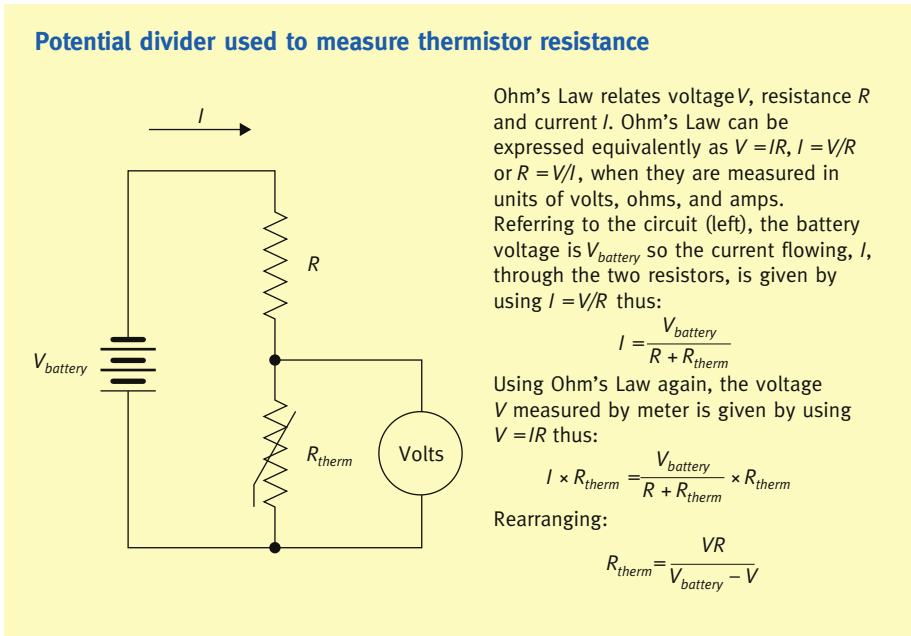 Potential divider used to measure thermistor resistance
I
R
V_battery
R_therm
Volts
Ohm's Law relates voltage V, resistance R
and current I. Ohm's Law can be
expressed equivalently as V = IR, I = V/R
or R = V/I, when they are measured in
units of volts, ohms, and amps.
Referring to the circuit (left), the battery
voltage is V_battery so the current flowing, I,
through the two resistors, is given by
using I = V/R thus:
I = V_battery / R + R_therm
Using Ohm's Law again, the voltage
V measured by meter is given by using
V = IR thus:
I × R_therm = V_battery / R + R_therm × R_therm
Rearranging:
R_therm = VR / V_battery – V